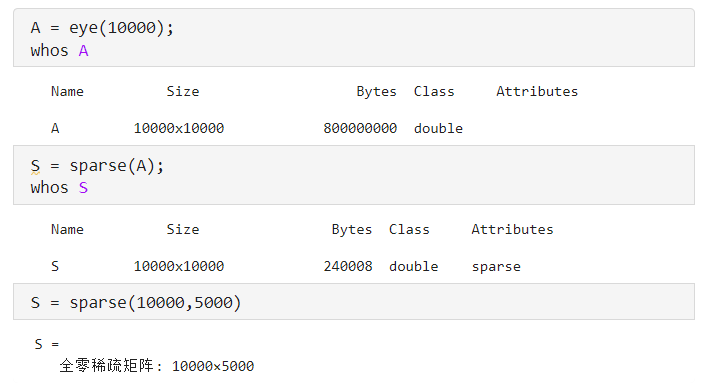 A = eye(10000);
whos A
Name Size Bytes Class Attributes
A 10000x10000 800000000 double
S = sparse(A);
whos S
Name Size Bytes Class Attributes
S 10000x10000 240008 double sparse
S = sparse(10000,5000)
S =
全零稀疏矩阵: 10000×5000